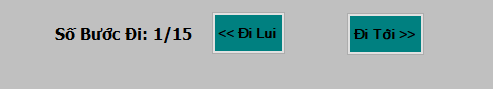 Số Bước Đi: 1/15 << Đi Lui Đi Tới >>